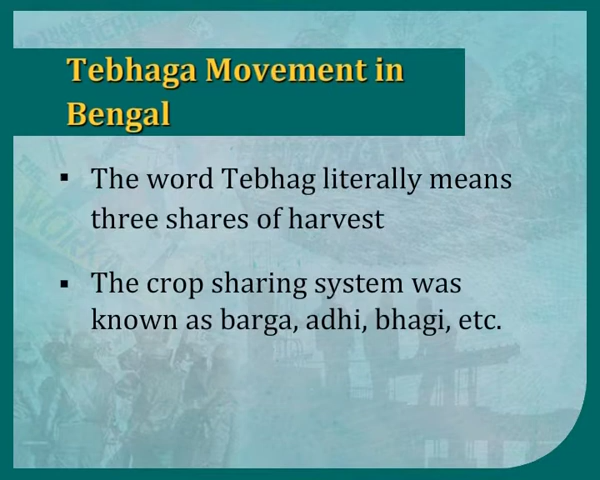 Tebhaga Movement in
Bengal
▪ The word Tebhag literally means
three shares of harvest
▪ The crop sharing system was
known as barga, adhi, bhagi, etc.